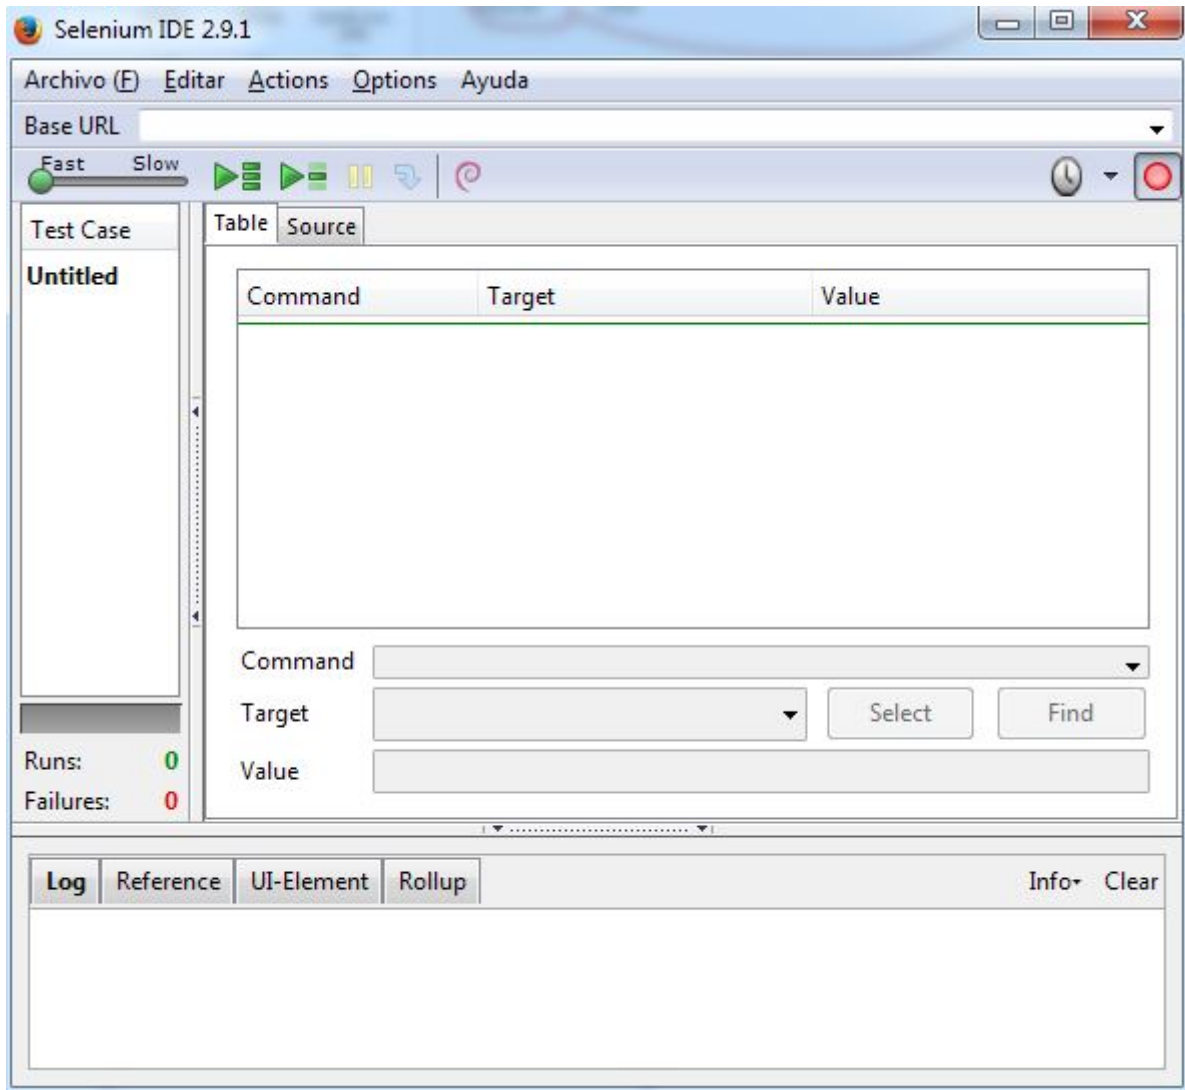 Selenium IDE 2.9.1
Archivo (F) Editar Actions Options Ayuda
Base URL
Fast Slow
Test Case
Untitled
Table Source
Command Target Value
Command
Target Select Find
Value
Runs: 0
Failures: 0
Log Reference UI-Element Rollup Info Clear